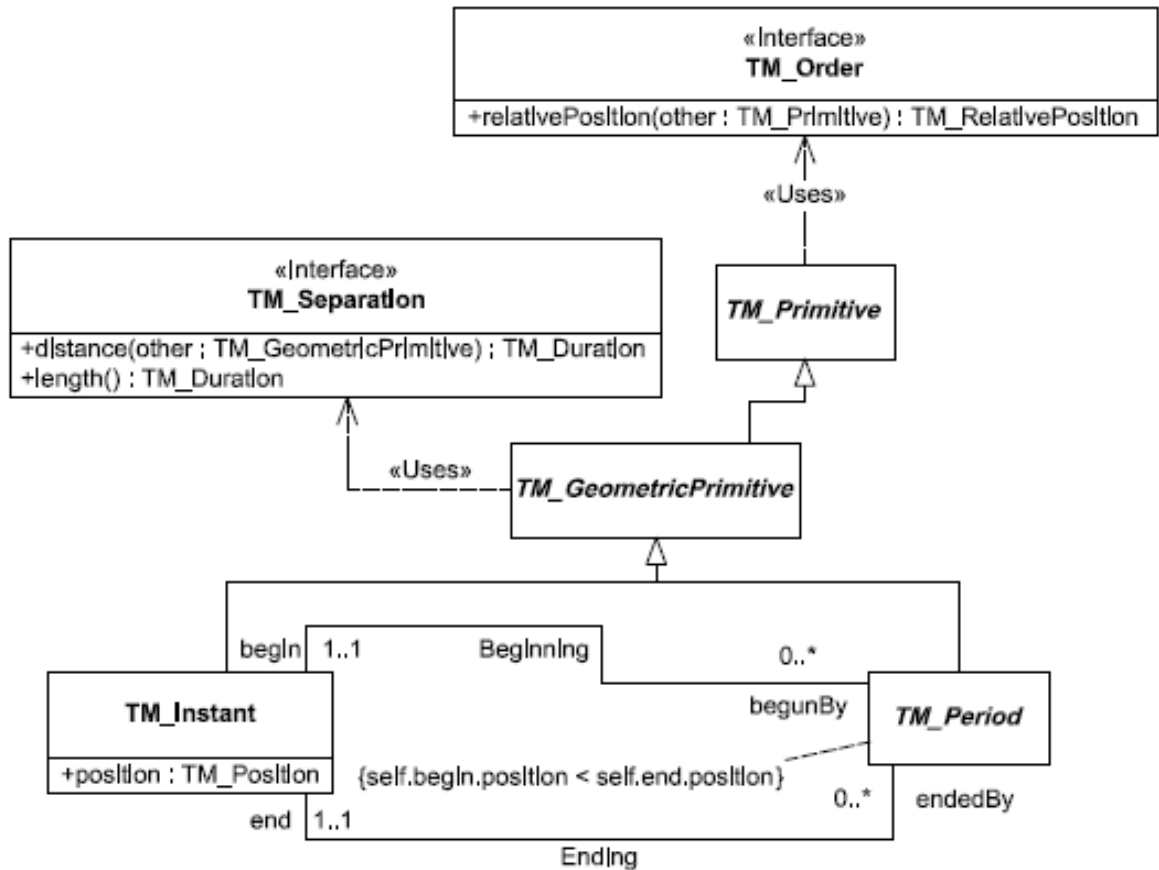 «Interface»
TM_Order
+relativePosition(other : TM_Primitive) : TM_RelativePosition
«Uses»
«Interface»
TM_Separation
+distance(other : TM_GeometricPrimitive) : TM_Duration
+length() : TM_Duration
TM_Primitive
«Uses»
TM_GeometricPrimitive
begin 1..1 Beginning 0..*
begunBy
TM_Instant
+position : TM_Position
TM_Period
{self.begin.position < self.end.position}
end 1..1 0..* endedBy
Ending